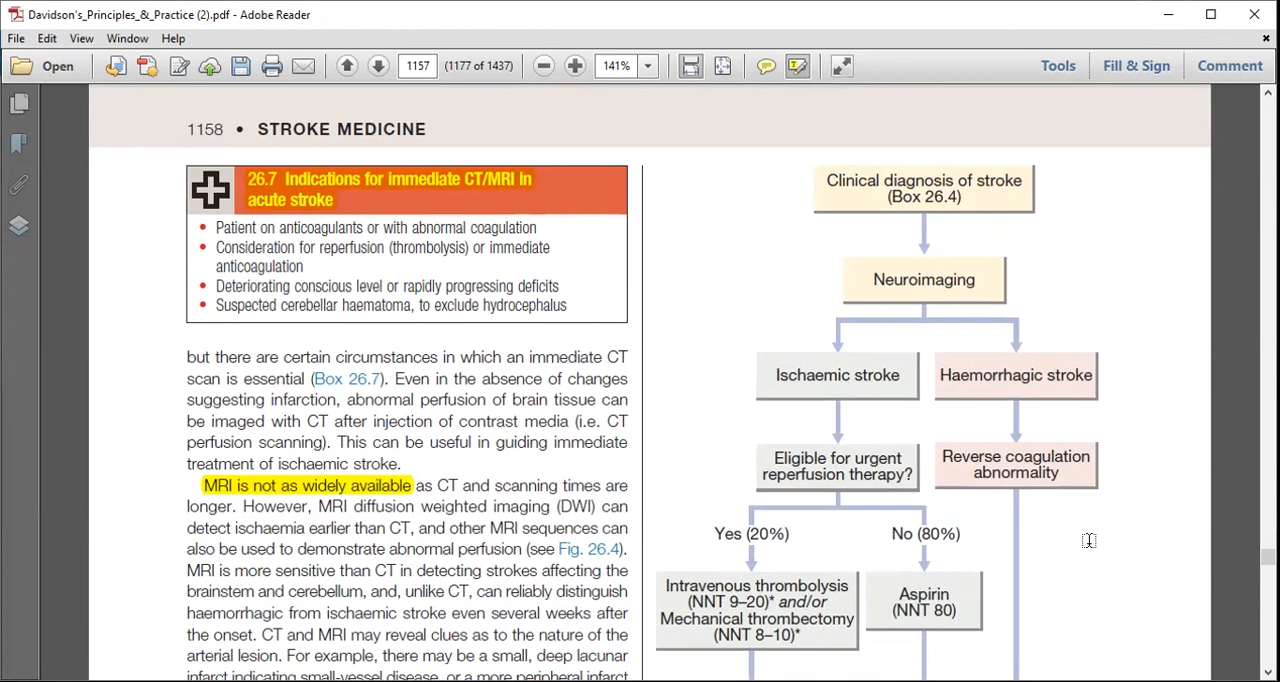 Davidson's_Principles_&_Practice (2).pdf - Adobe Reader
File Edit View Window Help
Open 1157 (1177 of 1437) 141% Tools Fill & Sign Comment
1158 • STROKE MEDICINE
26.7 Indications for immediate CT/MRI in
acute stroke
• Patient on anticoagulants or with abnormal coagulation
• Consideration for reperfusion (thrombolysis) or immediate
anticoagulation
• Deteriorating conscious level or rapidly progressing deficits
• Suspected cerebellar haematoma, to exclude hydrocephalus
but there are certain circumstances in which an immediate CT
scan is essential (Box 26.7). Even in the absence of changes
suggesting infarction, abnormal perfusion of brain tissue can
be imaged with CT after injection of contrast media (i.e. CT
perfusion scanning). This can be useful in guiding immediate
treatment of ischaemic stroke.
MRI is not as widely available as CT and scanning times are
longer. However, MRI diffusion weighted imaging (DWI) can
detect ischaemia earlier than CT, and other MRI sequences can
also be used to demonstrate abnormal perfusion (see Fig. 26.4).
MRI is more sensitive than CT in detecting strokes affecting the
brainstem and cerebellum, and, unlike CT, can reliably distinguish
haemorrhagic from ischaemic stroke even several weeks after
the onset. CT and MRI may reveal clues as to the nature of the
arterial lesion. For example, there may be a small, deep lacunar
infarct indicating small-vessel disease, or a more peripheral infarct
Clinical diagnosis of stroke
(Box 26.4)
Neuroimaging
Ischaemic stroke
Haemorrhagic stroke
Eligible for urgent
reperfusion therapy?
Reverse coagulation
abnormality
Yes (20%)
No (80%)
Intravenous thrombolysis
(NNT 9–20)* and/or
Mechanical thrombectomy
(NNT 8–10)*
Aspirin
(NNT 80)